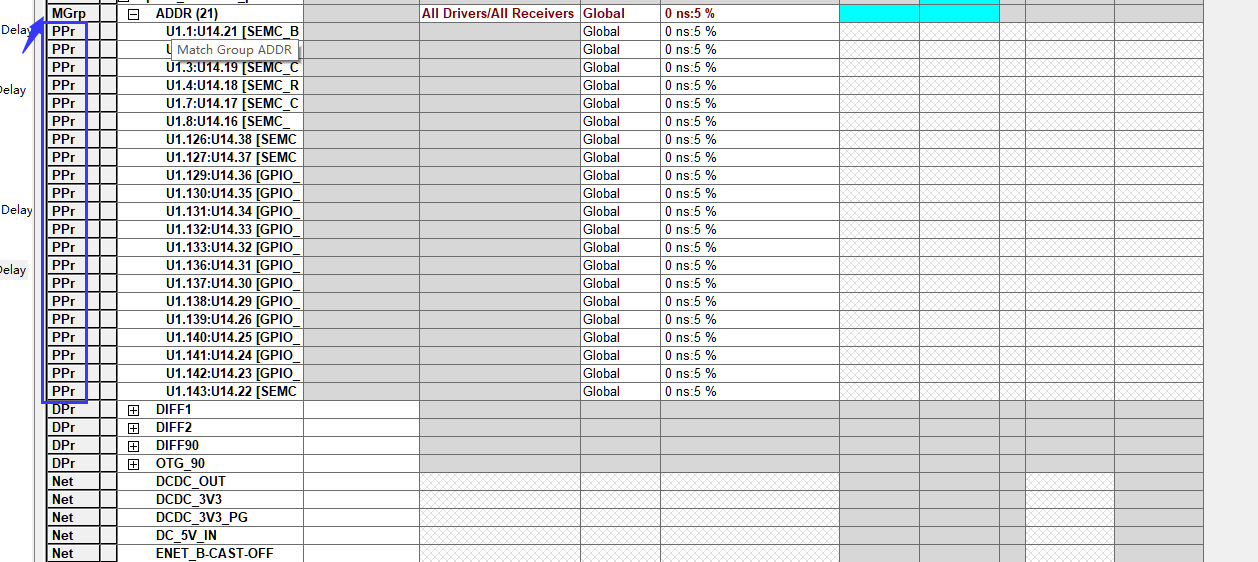 MGrp ADDR (21) All Drivers/All Receivers Global 0 ns:5 %
Delay PPr U1.1:U14.21 [SEMC_B Global 0 ns:5 %
PPr Match Group ADDR Global 0 ns:5 %
PPr U1.3:U14.19 [SEMC_C Global 0 ns:5 %
Delay PPr U1.4:U14.18 [SEMC_R Global 0 ns:5 %
PPr U1.7:U14.17 [SEMC_C Global 0 ns:5 %
PPr U1.8:U14.16 [SEMC_ Global 0 ns:5 %
PPr U1.126:U14.38 [SEMC Global 0 ns:5 %
PPr U1.127:U14.37 [SEMC Global 0 ns:5 %
PPr U1.129:U14.36 [GPIO_ Global 0 ns:5 %
PPr U1.130:U14.35 [GPIO_ Global 0 ns:5 %
Delay PPr U1.131:U14.34 [GPIO_ Global 0 ns:5 %
PPr U1.132:U14.33 [GPIO_ Global 0 ns:5 %
PPr U1.133:U14.32 [GPIO_ Global 0 ns:5 %
Delay PPr U1.136:U14.31 [GPIO_ Global 0 ns:5 %
PPr U1.137:U14.30 [GPIO_ Global 0 ns:5 %
PPr U1.138:U14.29 [GPIO_ Global 0 ns:5 %
PPr U1.139:U14.26 [GPIO_ Global 0 ns:5 %
PPr U1.140:U14.25 [GPIO_ Global 0 ns:5 %
PPr U1.141:U14.24 [GPIO_ Global 0 ns:5 %
PPr U1.142:U14.23 [GPIO_ Global 0 ns:5 %
PPr U1.143:U14.22 [SEMC Global 0 ns:5 %
DPr DIFF1
DPr DIFF2
DPr DIFF90
DPr OTG_90
Net DCDC_OUT
Net DCDC_3V3
Net DCDC_3V3_PG
Net DC_5V_IN
Net ENET_B-CAST-OFF